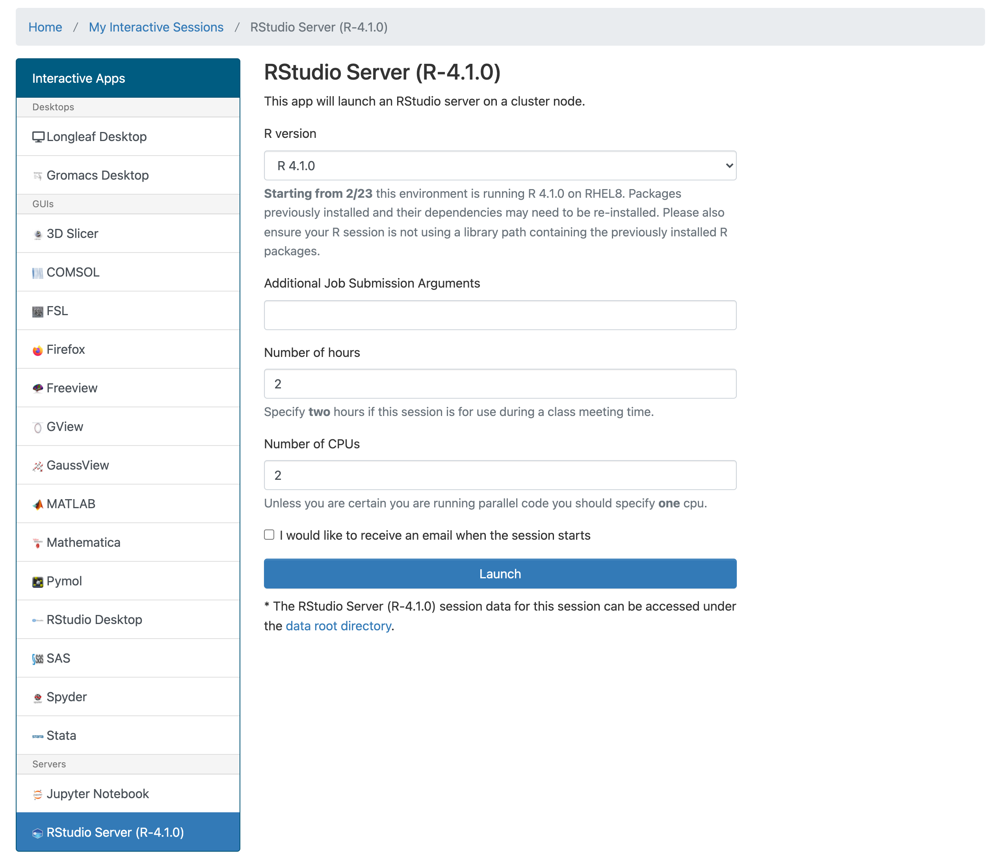 Home / My Interactive Sessions / RStudio Server (R-4.1.0)
Interactive Apps
Desktops
Longleaf Desktop
Gromacs Desktop
GUIs
3D Slicer
COMSOL
FSL
Firefox
Freeview
GView
GaussView
MATLAB
Mathematica
Pymol
RStudio Desktop
SAS
Spyder
Stata
Servers
Jupyter Notebook
RStudio Server (R-4.1.0)
RStudio Server (R-4.1.0)
This app will launch an RStudio server on a cluster node.
R version
R 4.1.0
Starting from 2/23 this environment is running R 4.1.0 on RHEL8. Packages
previously installed and their dependencies may need to be re-installed. Please also
ensure your R session is not using a library path containing the previously installed R
packages.
Additional Job Submission Arguments
Number of hours
2
Specify two hours if this session is for use during a class meeting time.
Number of CPUs
2
Unless you are certain you are running parallel code you should specify one cpu.
I would like to receive an email when the session starts
Launch
* The RStudio Server (R-4.1.0) session data for this session can be accessed under
the data root directory.